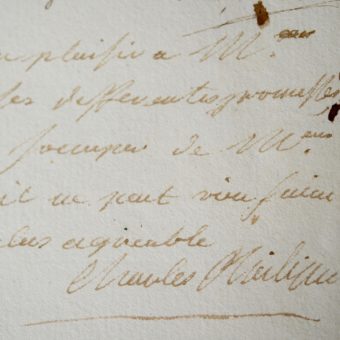 plaisir a M.
les differentes promesses
s'occuper de M.
il ne peut rien faire
plus agreable
Charles Philippe